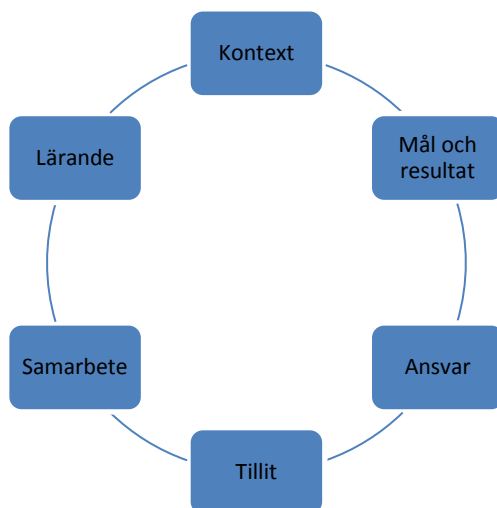 Kontext
Mål och
resultat
Ansvar
Tillit
Samarbete
Lärande